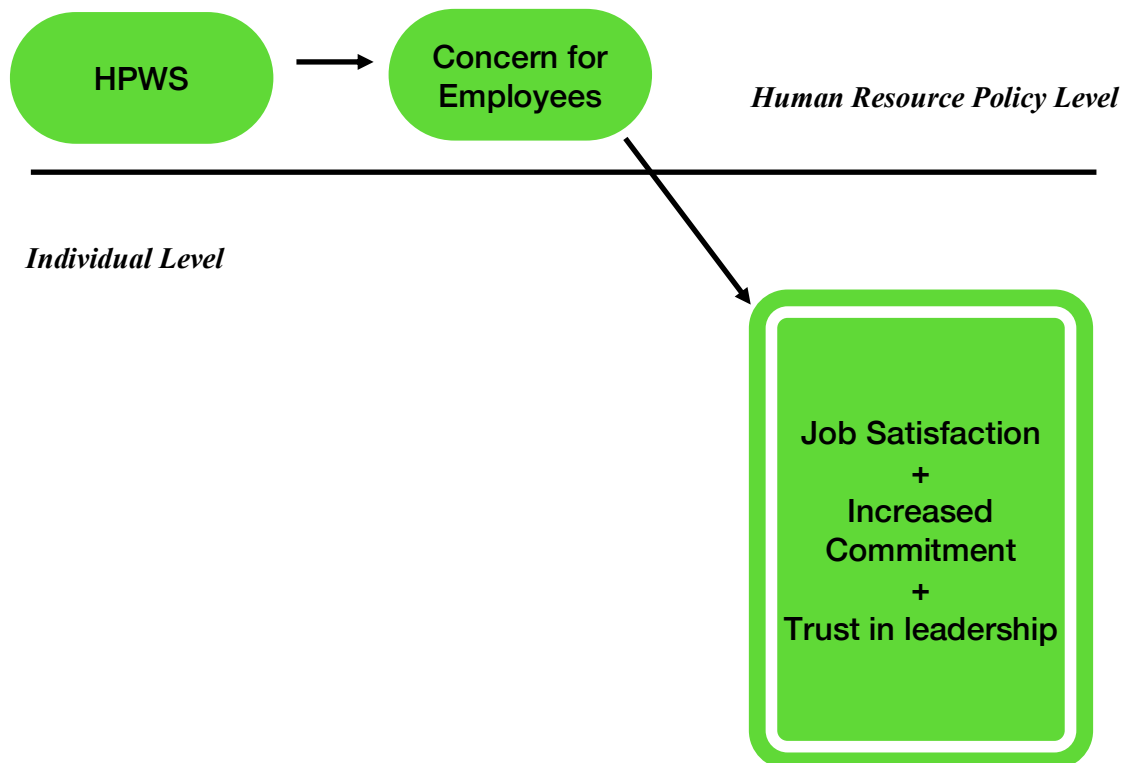 HPWS
Concern for
Employees
Human Resource Policy Level
Individual Level
Job Satisfaction
+
Increased
Commitment
+
Trust in leadership